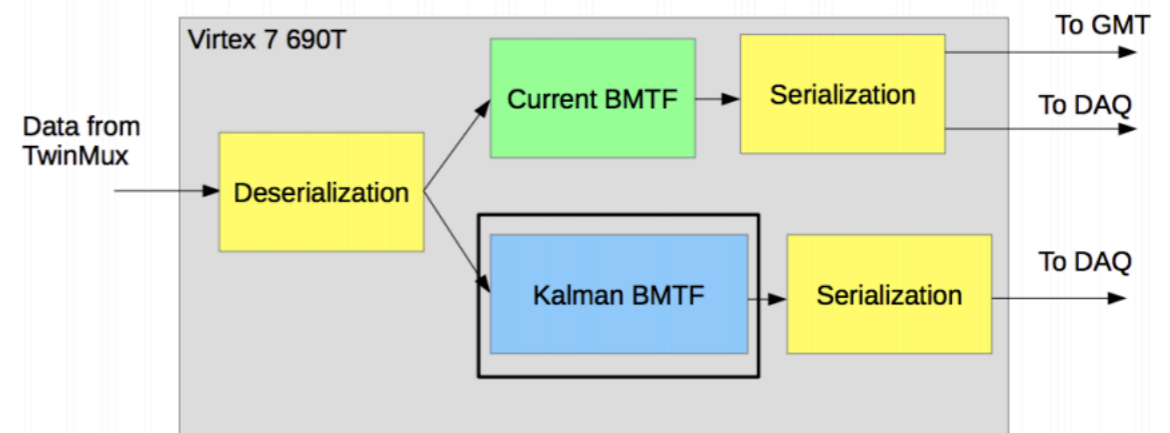 Virtex 7 690T
To GMT
Current BMTF
Serialization
To DAQ
Data from
TwinMux
Deserialization
To DAQ
Kalman BMTF
Serialization